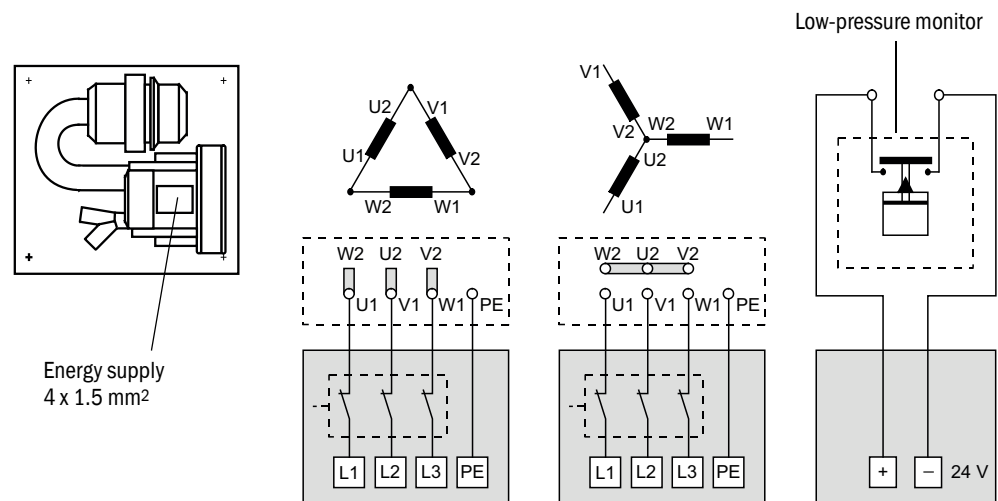 Low-pressure monitor
Energy supply
4 x 1.5 mm²
U2 V1
U1 V2
W2 W1
W2 U2 V2
U1 V1 W1 PE
L1 L2 L3 PE
V1
V2 W2 W1
U2
U1
W2 U2 V2
U1 V1 W1 PE
L1 L2 L3 PE
+ – 24 V